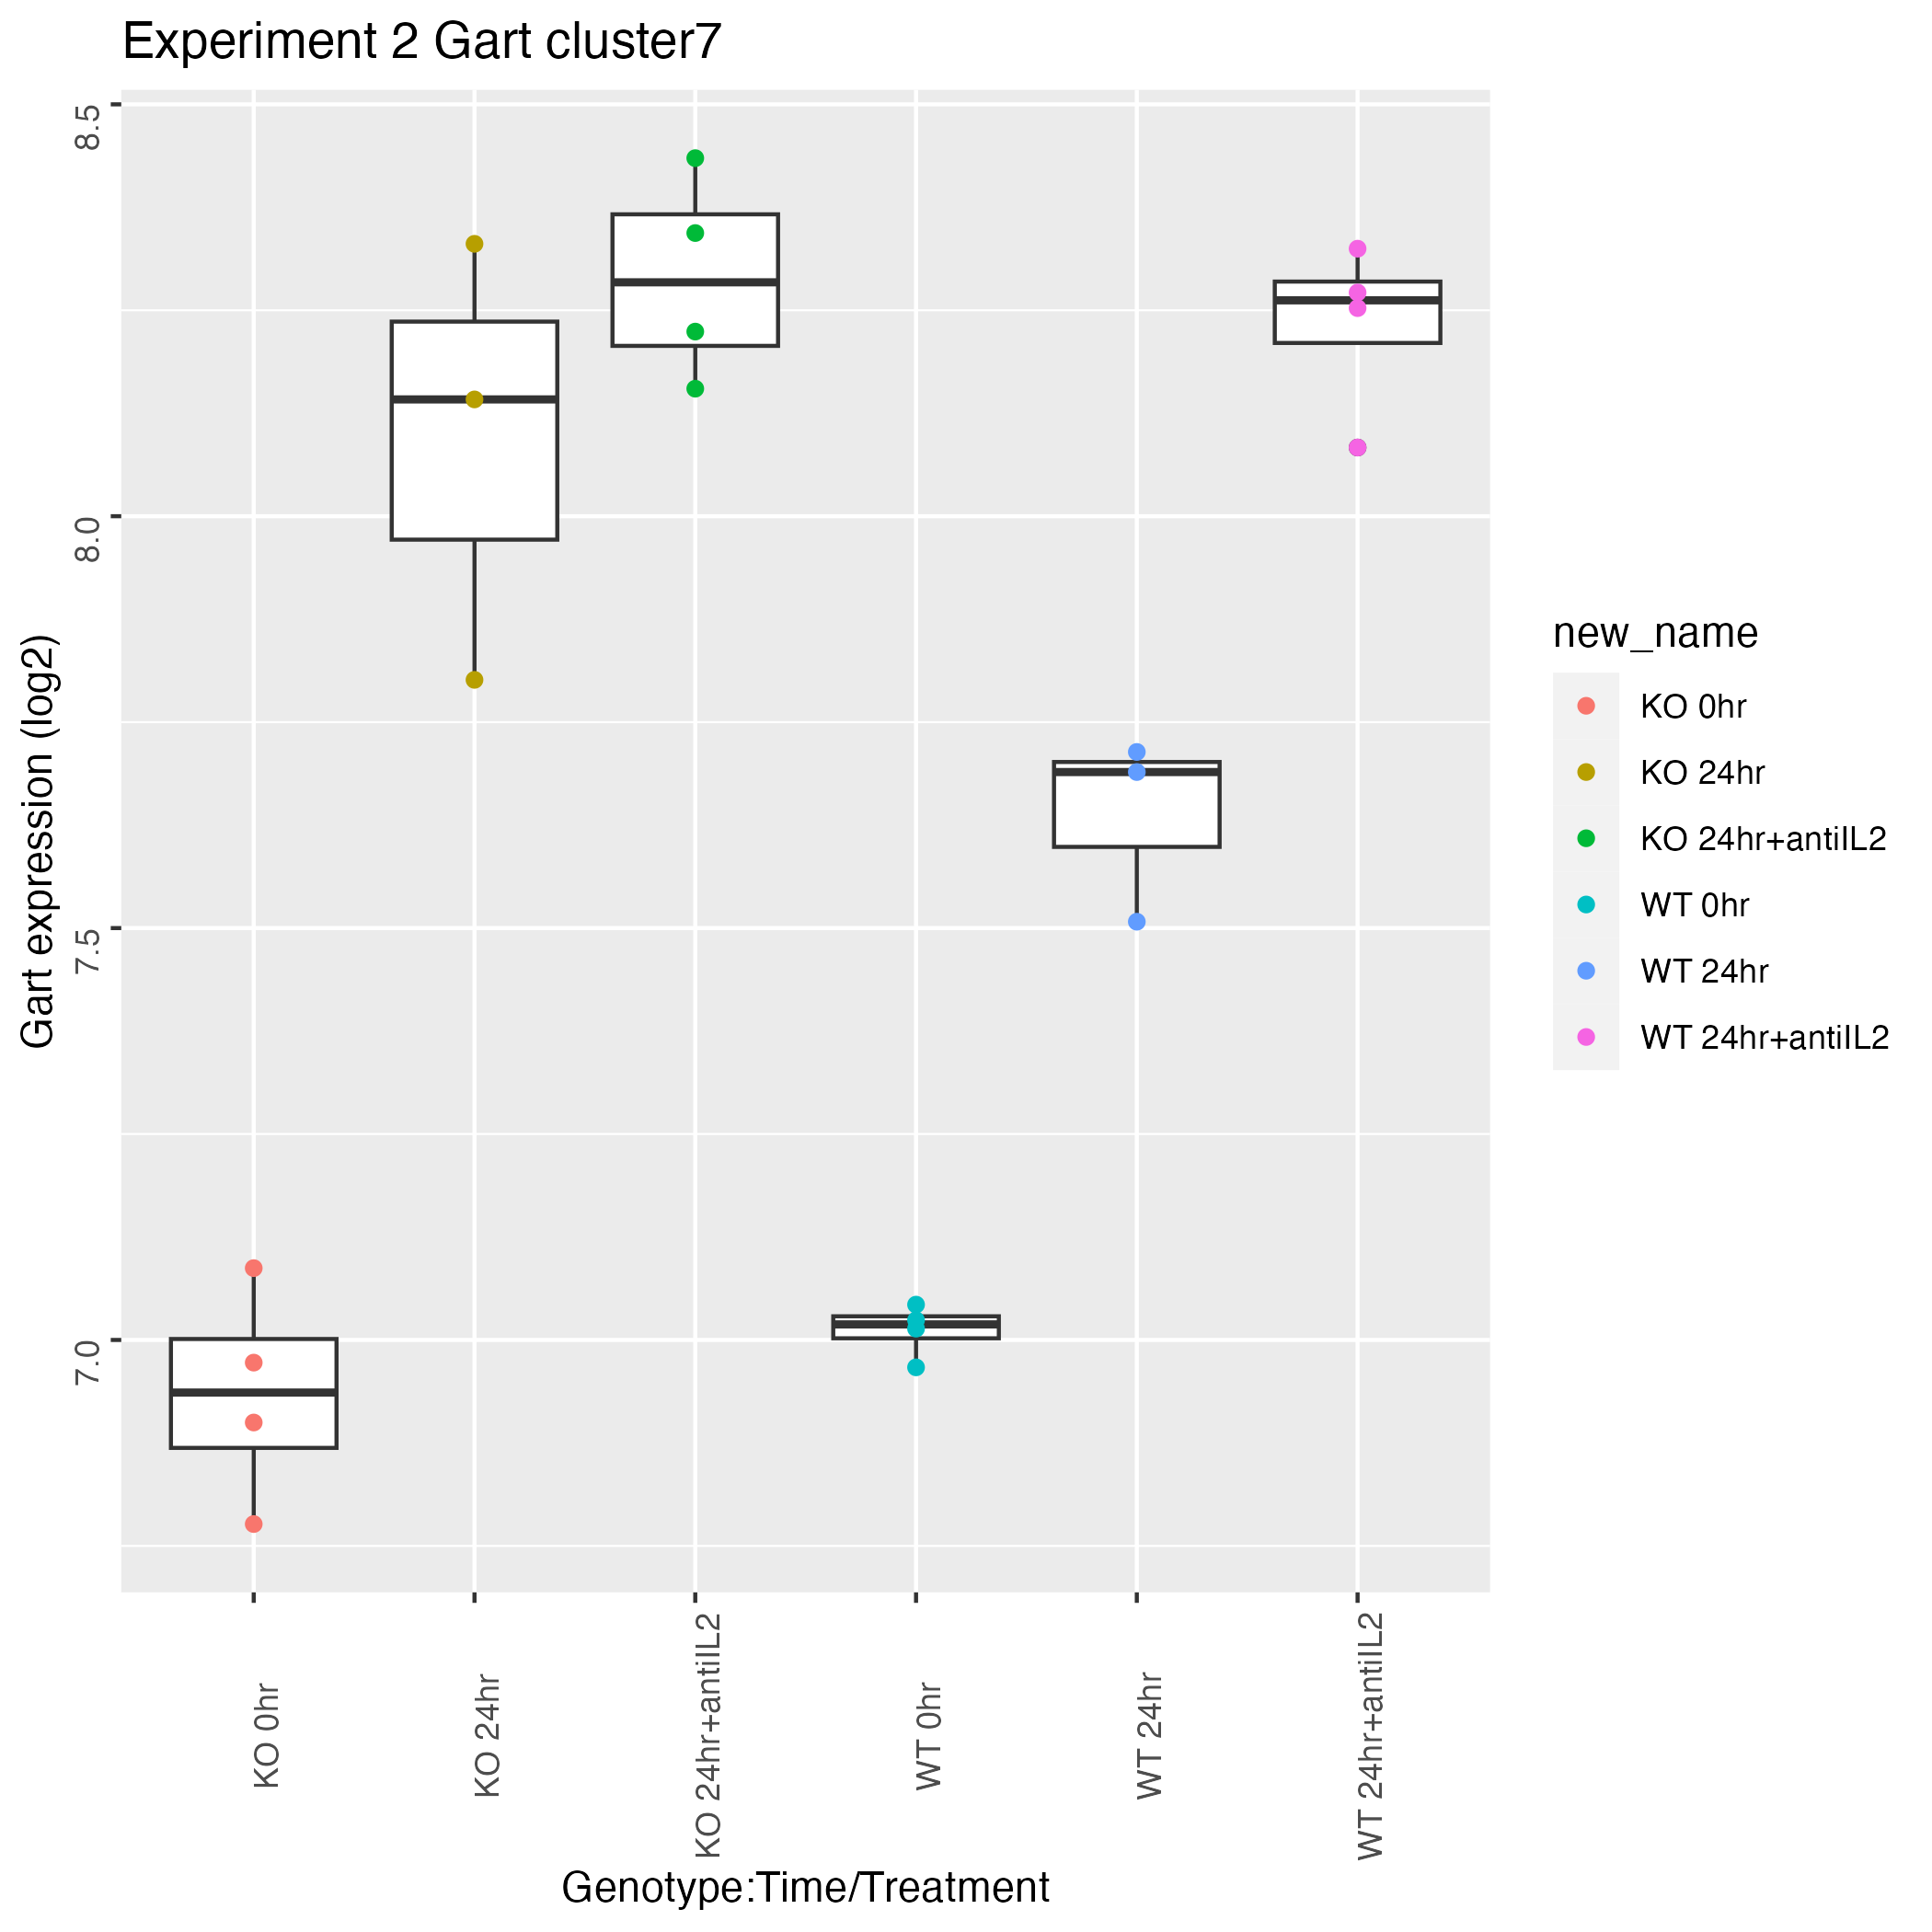 Experiment 2 Gart cluster7
8.5
8.0
7.5
7.0
Gart expression (log2)
KO 0hr
KO 24hr
KO 24hr+antiIL2
WT 0hr
WT 24hr
WT 24hr+antiIL2
Genotype:Time/Treatment
new_name
KO 0hr
KO 24hr
KO 24hr+antiIL2
WT 0hr
WT 24hr
WT 24hr+antiIL2